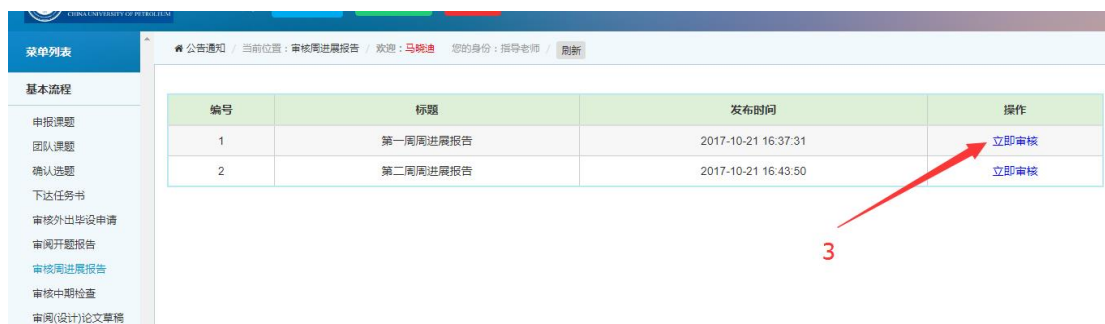 CHINA UNIVERSITY OF PETROLEUM
菜单列表
公告通知 / 当前位置：审核周进展报告 / 欢迎：马晓迪 您的身份：指导老师 / 刷新
基本流程
申报课题
团队课题
确认选题
下达任务书
审核外出毕设申请
审阅开题报告
审核周进展报告
审核中期检查
审阅(设计)论文草稿
编号 标题 发布时间 操作
1 第一周周进展报告 2017-10-21 16:37:31 立即审核
2 第二周周进展报告 2017-10-21 16:43:50 立即审核
3